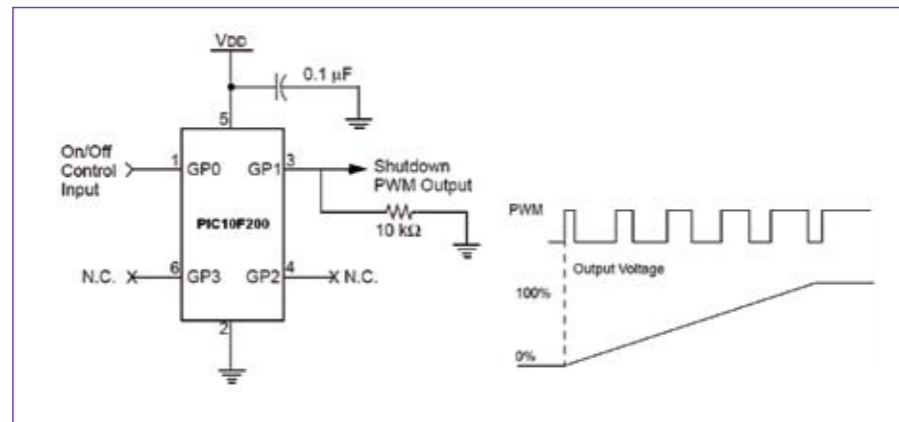 VDD
0.1 µF
5
On/Off
Control
Input
1 GP0 GP1 3
Shutdown
PWM Output
10 kΩ
PIC10F200
N.C. 6 GP3 GP2 4 N.C.
2
PWM
Output Voltage
100%
0%